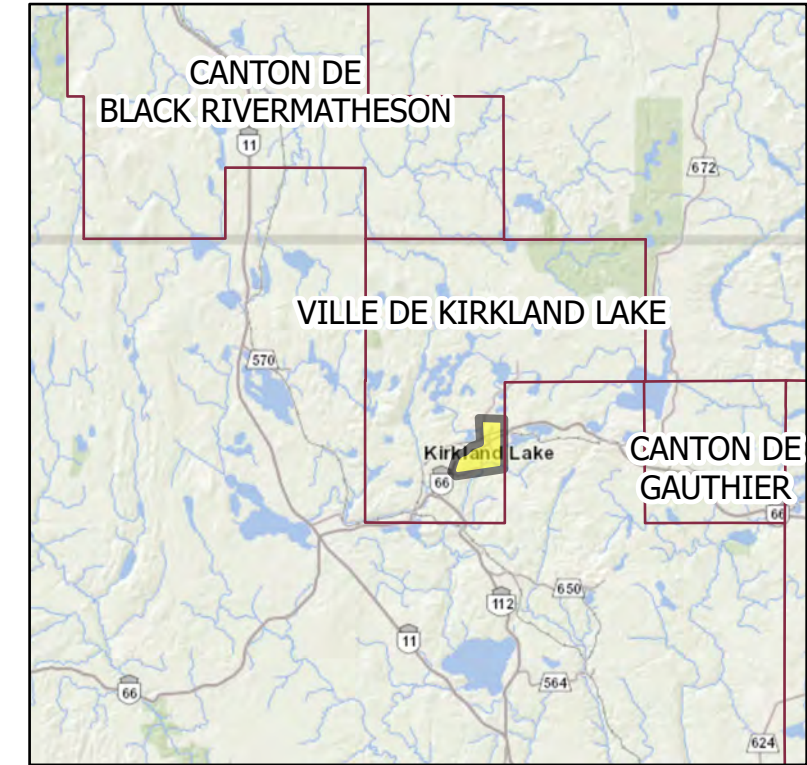 CANTON DE
BLACK RIVERMATHESON
11
672
VILLE DE KIRKLAND LAKE
570
Kirkland Lake
66
CANTON DE
GAUTHIER
66
650
112
11
564
66
624